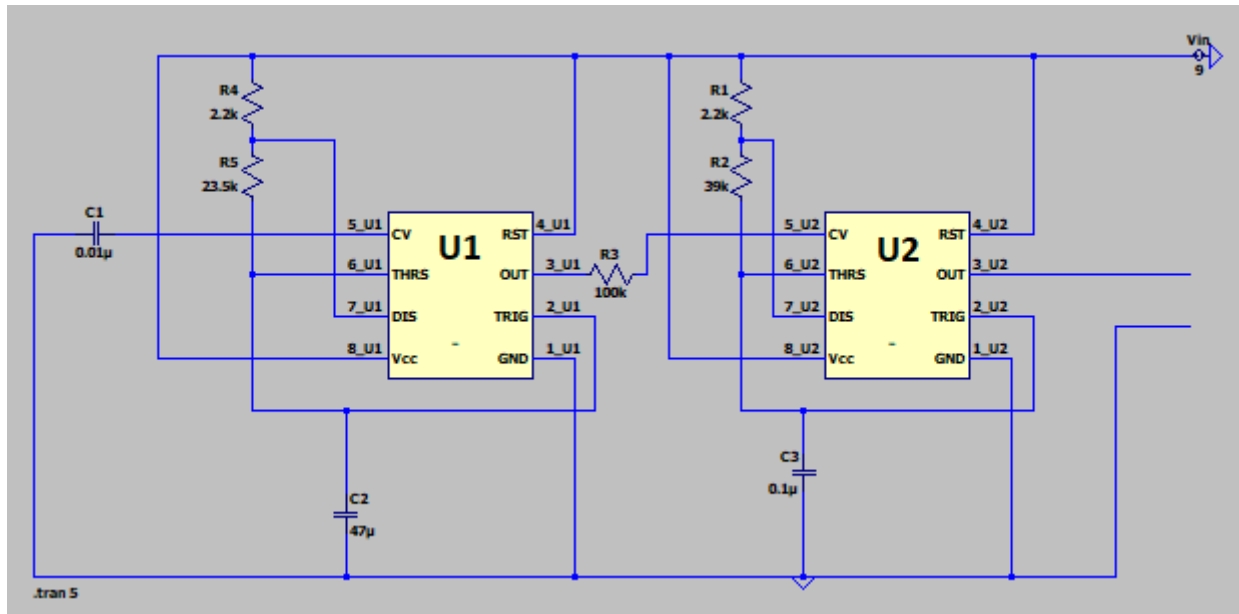 Vin
9
R4
2.2k
R1
2.2k
R5
23.5k
R2
39k
C1
0.01µ
5_U1
CV
U1
RST
4_U1
6_U1
THRS
OUT
3_U1
7_U1
DIS
TRIG
2_U1
8_U1
Vcc
-
GND
1_U1
R3
100k
5_U2
CV
U2
RST
4_U2
6_U2
THRS
OUT
3_U2
7_U2
DIS
TRIG
2_U2
8_U2
Vcc
-
GND
1_U2
C3
0.1µ
C2
47µ
.tran 5